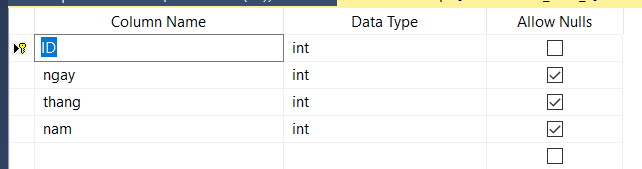 Column Name Data Type Allow Nulls
ID int
ngay int
thang int
nam int